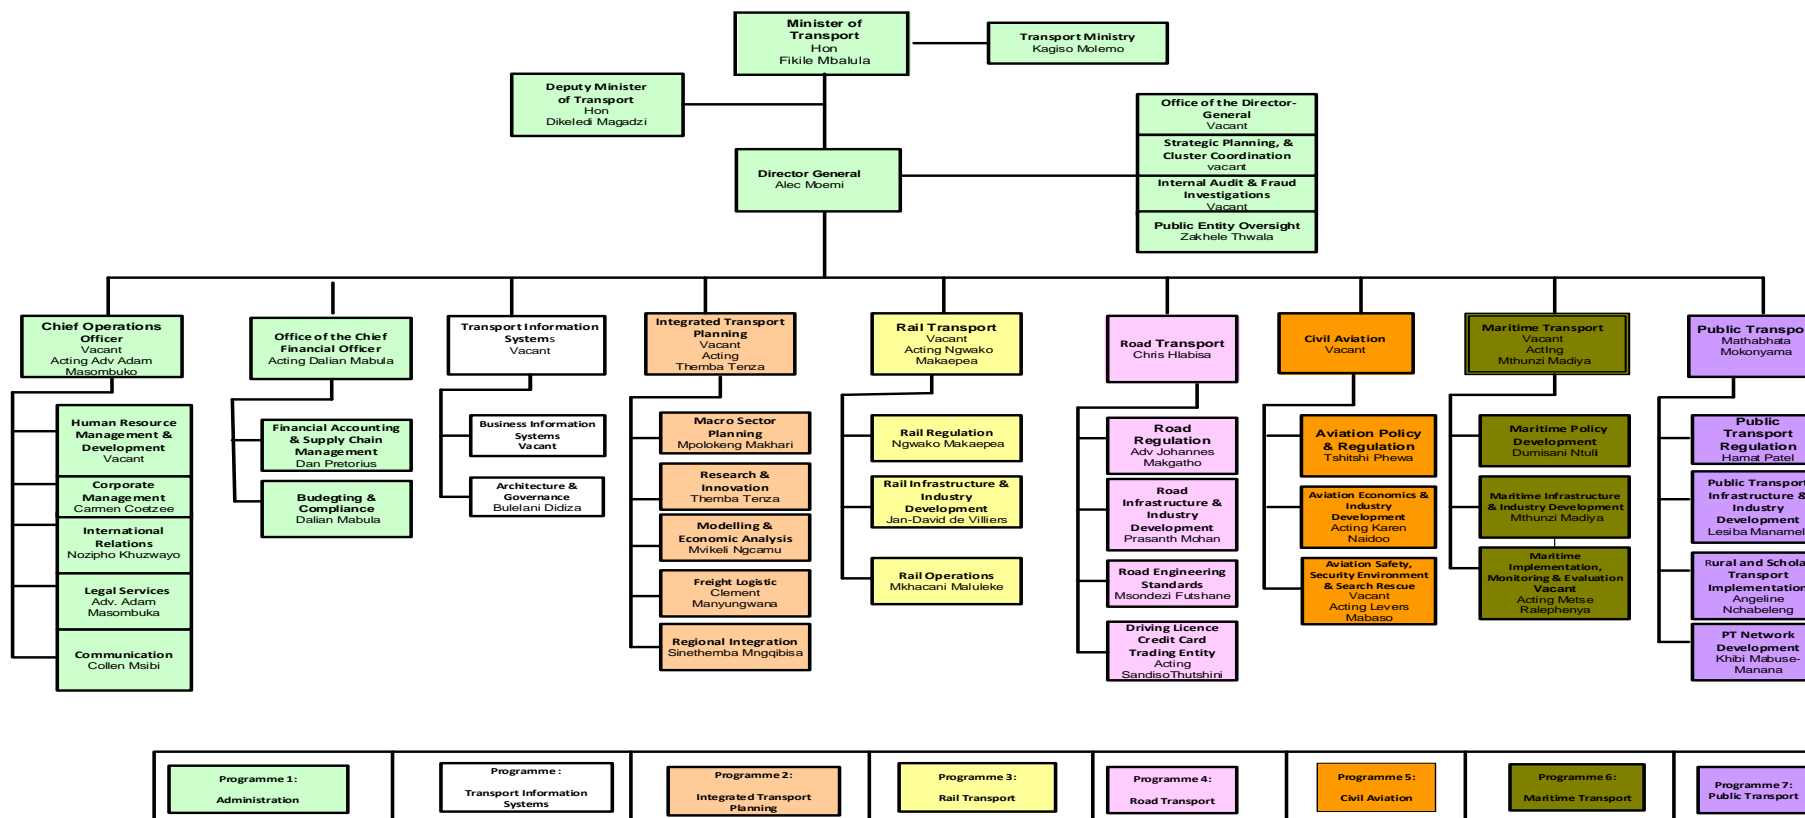 Minister of
Transport
Hon
Fikile Mbalula
Transport Ministry
Kagiso Molemo
Deputy Minister
of Transport
Hon
Dikeledi Magadzi
Office of the Director-
General
Vacant
Strategic Planning, &
Cluster Coordination
vacant
Internal Audit & Fraud
Investigations
Vacant
Public Entity Oversight
Zakhele Thwala
Director General
Alec Moemi
Chief Operations
Officer
Vacant
Acting Adv Adam
Masombuko
Human Resource
Management &
Development
Vacant
Corporate
Management
Carmen Coetzee
International
Relations
Nozipho Khuzwayo
Legal Services
Adv. Adam
Masombuka
Communication
Collen Msibi
Office of the Chief
Financial Officer
Acting Dalian Mabula
Financial Accounting
& Supply Chain
Management
Dan Pretorius
Budegting &
Compliance
Dalian Mabula
Transport Information
Systems
Vacant
Business Information
Systems
Vacant
Architecture &
Governance
Bulelani Didiza
Integrated Transport
Planning
Vacant
Acting
Themba Tenza
Macro Sector
Planning
Mpolokeng Makhari
Research &
Innovation
Themba Tenza
Modelling &
Economic Analysis
Mvikeli Ngcamu
Freight Logistic
Clement
Manyungwana
Regional Integration
Sinethemba Mngqibisa
Rail Transport
Vacant
Acting Ngwako
Makaepea
Rail Regulation
Ngwako Makaepea
Rail Infrastructure &
Industry
Development
Jan-David de Villiers
Rail Operations
Mkhacani Maluleke
Road Transport
Chris Hlabisa
Road
Regulation
Adv Johannes
Makgatho
Road
Infrastructure &
Industry
Development
Prasanth Mohan
Road Engineering
Standards
Msondezi Futshane
Driving Licence
Credit Card
Trading Entity
Acting
SandisoThutshini
Civil Aviation
Vacant
Aviation Policy
& Regulation
Tshitshi Phewa
Aviation Economics &
Industry
Development
Acting Karen
Naidoo
Aviation Safety,
Security Environment
& Search Rescue
Vacant
Acting Levers
Mabaso
Maritime Transport
Vacant
Acting
Mthunzi Madiya
Maritime Policy
Development
Dumisani Ntuli
Maritime Infrastructure
& Industry Development
Mthunzi Madiya
Maritime
Implementation,
Monitoring & Evaluation
Vacant
Acting Metse
Ralephenya
Public Transpo
Mathabhata
Mokonyama
Public
Transport
Regulation
Hamat Patel
Public Transport
Infrastructure &
Industry
Development
Lesiba Manamel
Rural and Schola
Transport
Implementation
Angeline
Nchabeleng
PT Network
Development
Khibi Mabuse-
Manana
Programme 1:
Administration
Programme :
Transport Information
Systems
Programme 2:
Integrated Transport
Planning
Programme 3:
Rail Transport
Programme 4:
Road Transport
Programme 5:
Civil Aviation
Programme 6:
Maritime Transport
Programme 7:
Public Transport